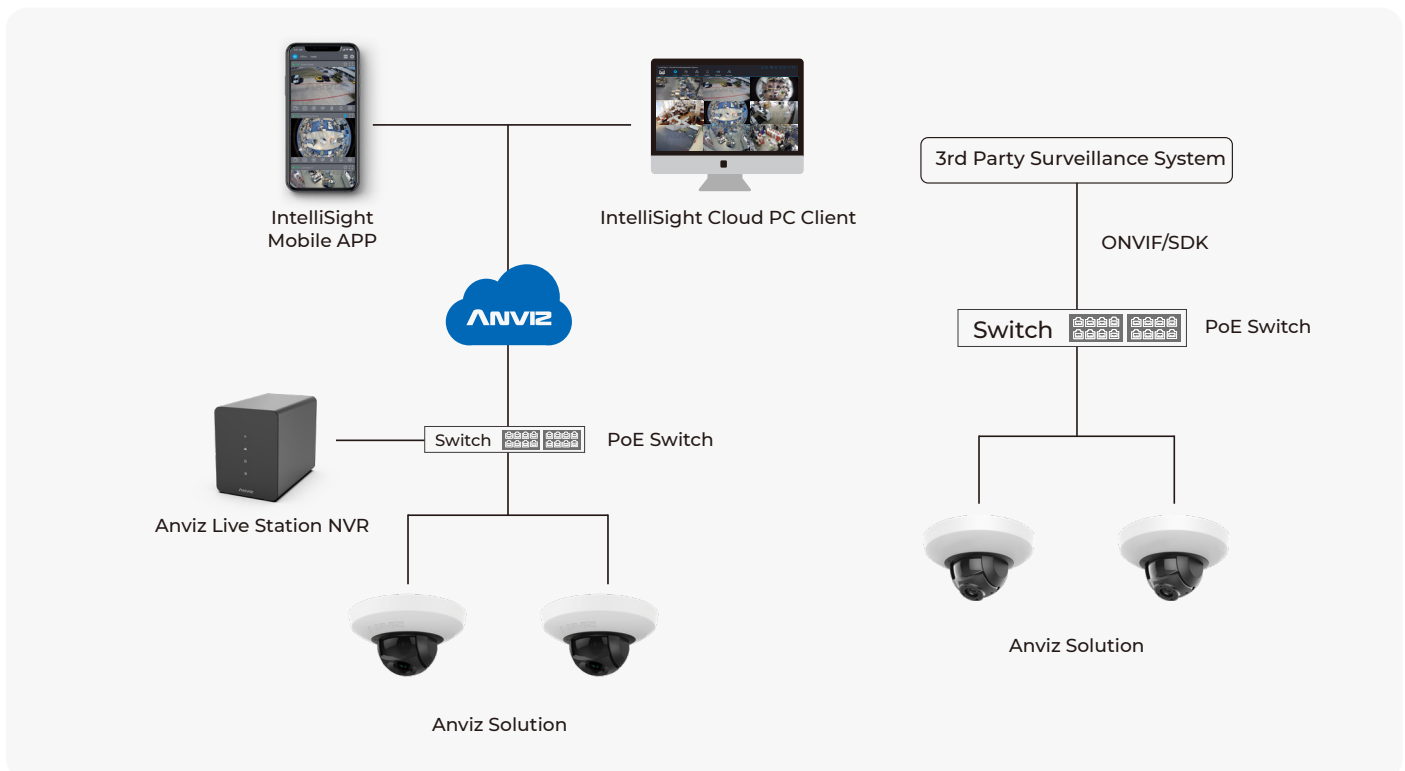 IntelliSight
Mobile APP
IntelliSight Cloud PC Client
ANVIZ
Switch
PoE Switch
Anviz Live Station NVR
ANVIZ
Anviz Solution
3rd Party Surveillance System
ONVIF/SDK
Switch
PoE Switch
Anviz Solution